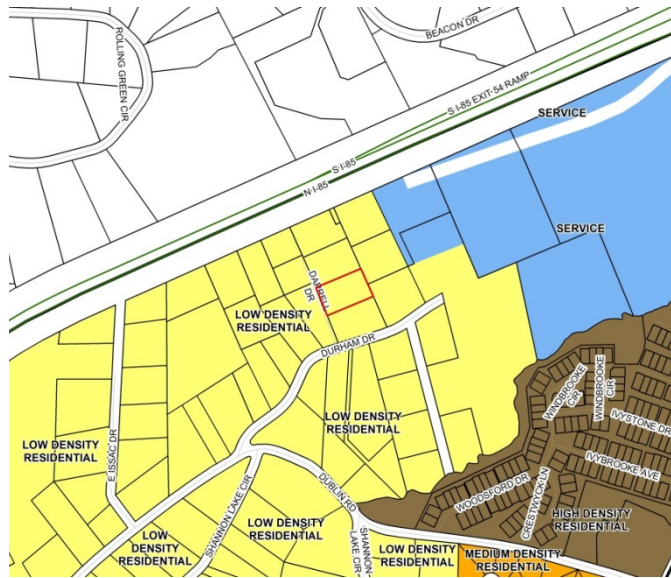 ROLLING GREEN CIR
BEACON DR
S I-85 EXIT-54 RAMP
SERVICE
S I-85
N I-85
SERVICE
DARRELL
DR
LOW DENSITY
RESIDENTIAL
DURHAM DR
WINDBROOKE
CIR
WINDBROOKE
CIR
IVYSTONE DR
LOW DENSITY
RESIDENTIAL
LOW DENSITY
RESIDENTIAL
E ISSAC DR
IVYBROOKE AVE
WOODSFORD DR
CRESTWYCK LN
DUBLIN RD
SHANNON LAKE CIR
HIGH DENSITY
RESIDENTIAL
LOW
DENSITY
RESIDENTIAL
LOW DENSITY
RESIDENTIAL
SHANNON
LAKE CIR
LOW DENSITY
RESIDENTIAL
MEDIUM DENSITY
RESIDENTIAL